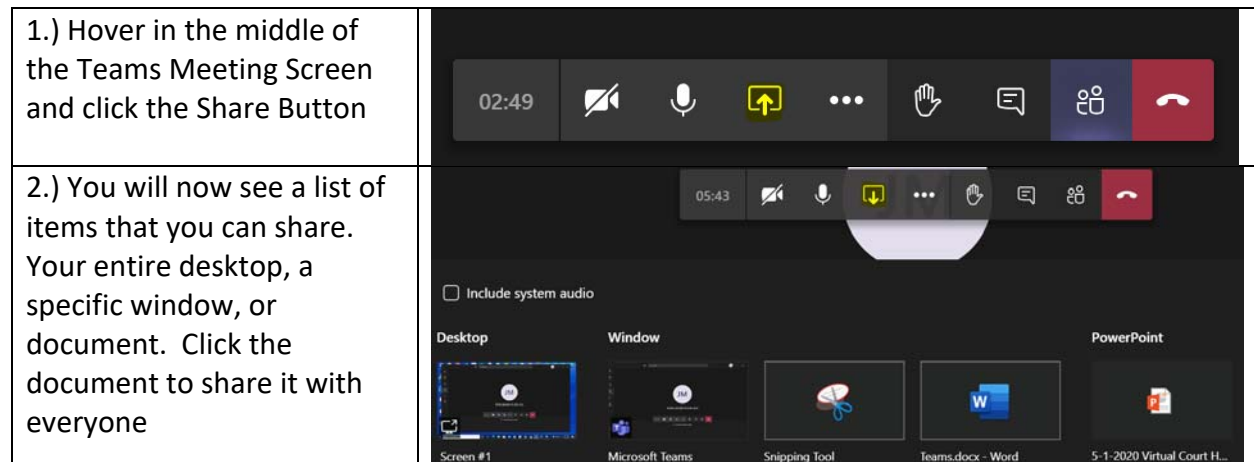 1.) Hover in the middle of
the Teams Meeting Screen
and click the Share Button
02:49
2.) You will now see a list of
items that you can share.
Your entire desktop, a
specific window, or
document.  Click the
document to share it with
everyone
05:43
JM
Include system audio
Desktop Window PowerPoint
JM JM W P
Screen #1 Microsoft Teams Snipping Tool Teams.docx - Word 5-1-2020 Virtual Court H...